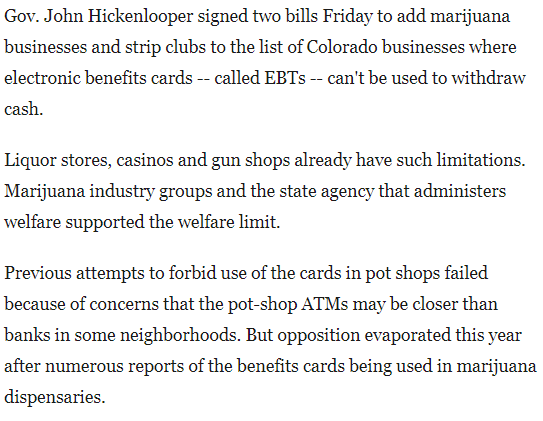 Gov. John Hickenlooper signed two bills Friday to add marijuana
businesses and strip clubs to the list of Colorado businesses where
electronic benefits cards -- called EBTs -- can't be used to withdraw
cash.
Liquor stores, casinos and gun shops already have such limitations.
Marijuana industry groups and the state agency that administers
welfare supported the welfare limit.
Previous attempts to forbid use of the cards in pot shops failed
because of concerns that the pot-shop ATMs may be closer than
banks in some neighborhoods. But opposition evaporated this year
after numerous reports of the benefits cards being used in marijuana
dispensaries.